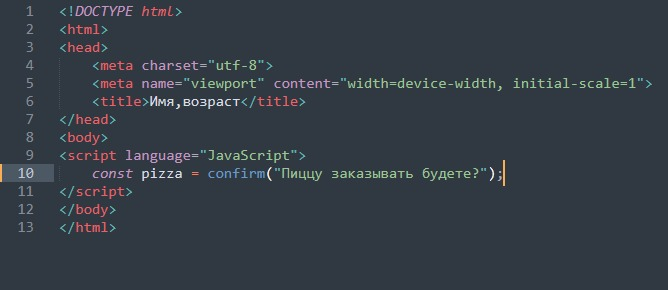 1 <!DOCTYPE html>
2 <html>
3 <head>
4     <meta charset="utf-8">
5     <meta name="viewport" content="width=device-width, initial-scale=1">
6     <title>Имя,возраст</title>
7 </head>
8 <body>
9 <script language="JavaScript">
10     const pizza = confirm("Пиццу заказывать будете?");
11 </script>
12 </body>
13 </html>